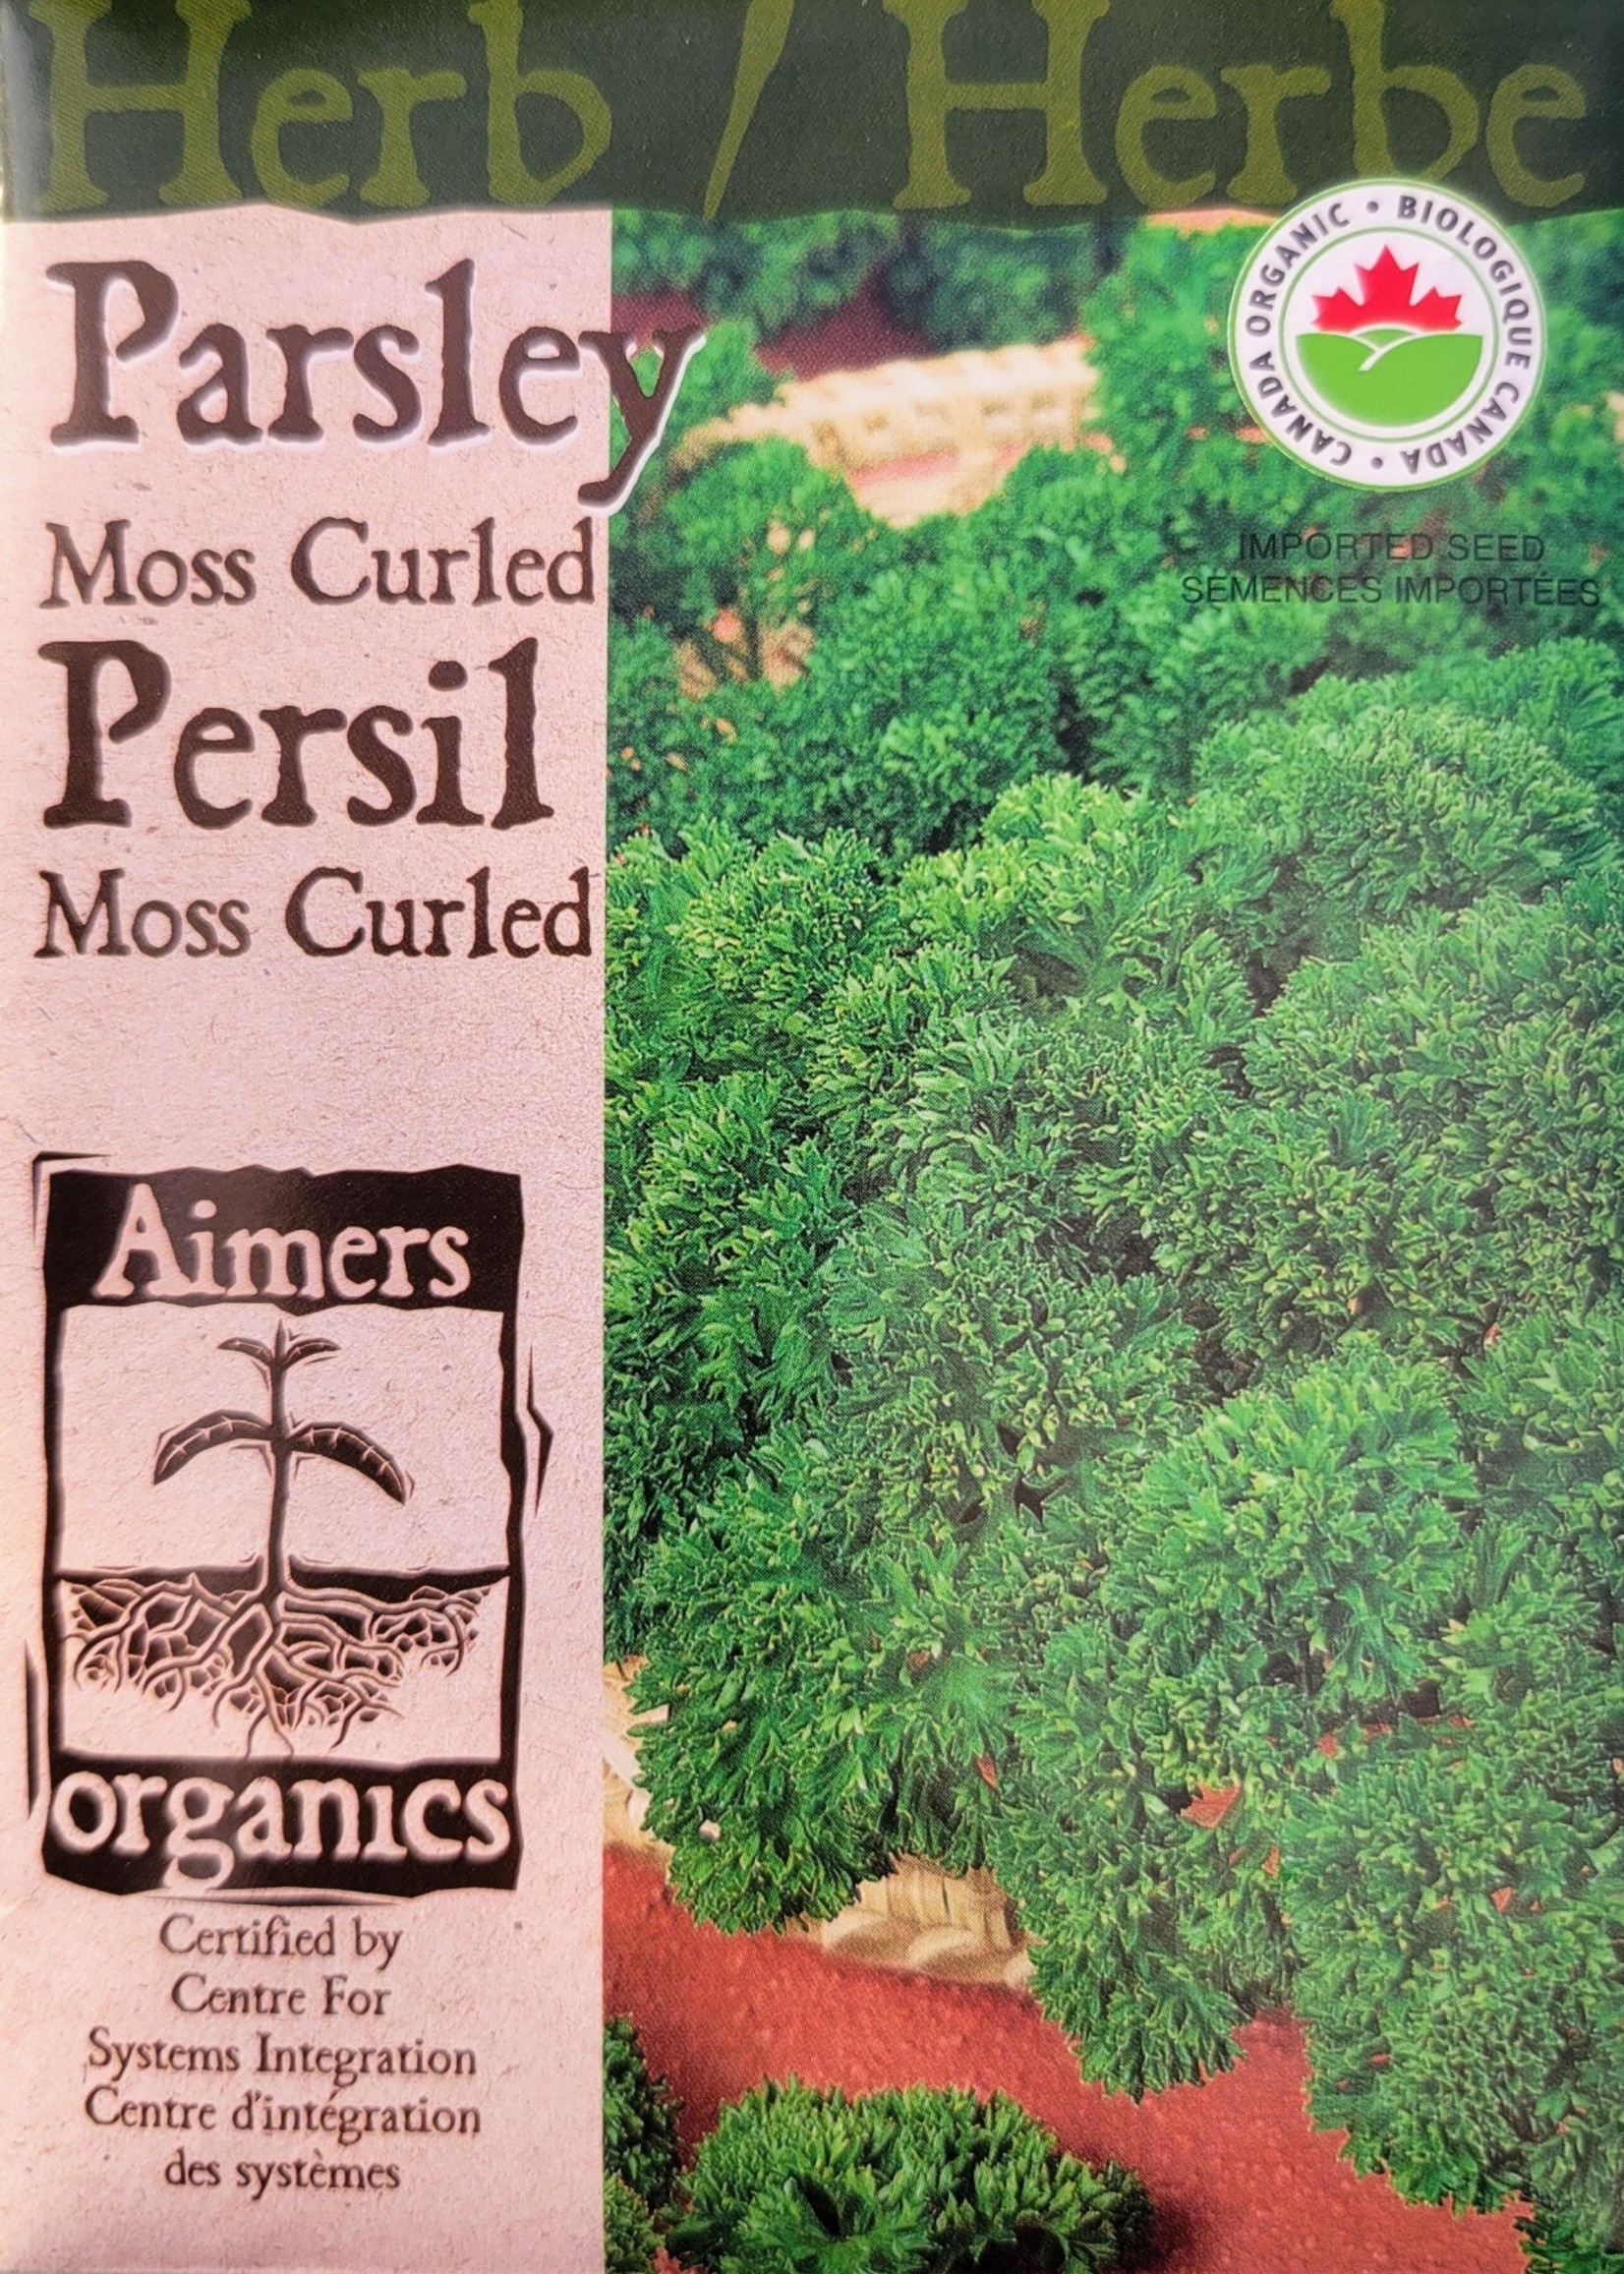 Herb / Herbe
Parsley
Moss Curled
Persil
Moss Curled
CANADA ORGANIC • BIOLOGIQUE CANADA •
IMPORTED SEED
SEMENCES IMPORTÉES
Aimers
organics
Certified by
Centre For
Systems Integration
Centre d'intégration
des systèmes